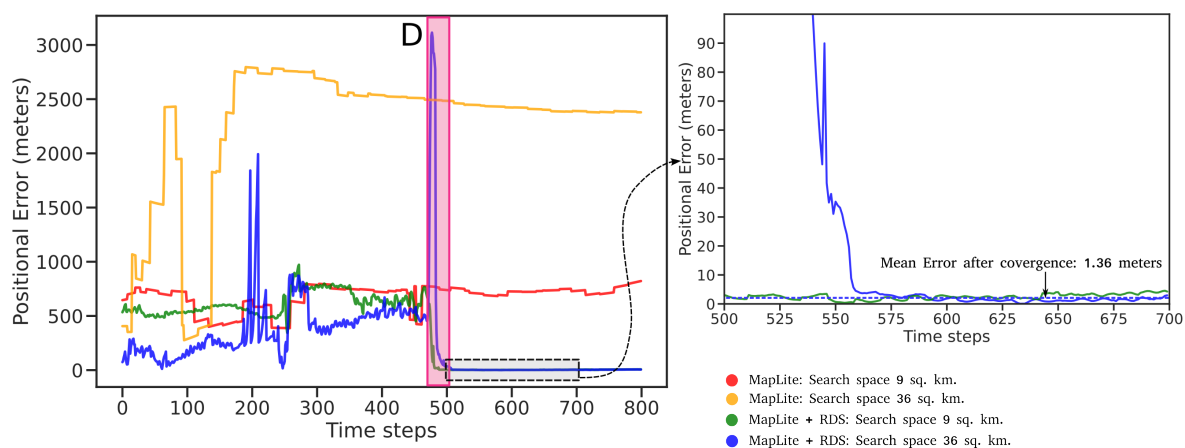 D
Positional Error (meters)
3000
2500
2000
1500
1000
500
0
0 100 200 300 400 500 600 700 800
Time steps
Positional Error (meters)
90
80
70
60
50
40
30
20
10
0
Mean Error after covergence: 1.36 meters
500 525 540 575 575 600 625 650 675 700
Time steps
MapLite: Search space 9 sq. km.
MapLite: Search space 36 sq. km.
MapLite + RDS: Search space 9 sq. km.
MapLite + RDS: Search space 36 sq. km.